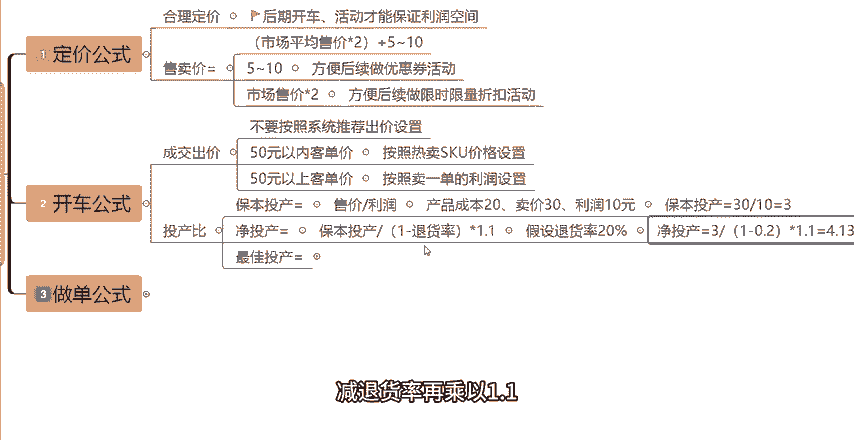 合理定价 后期开车、活动才能保证利润空间
1 定价公式
(市场平均售价*2)+5~10
售卖价= 5~10 方便后续做优惠券活动
市场售价*2 方便后续做限时限量折扣活动
不要按照系统推荐出价设置
成交出价 50元以内客单价 按照热卖SKU价格设置
50元以上客单价 按照卖一单的利润设置
2 开车公式
保本投产= 售价/利润 产品成本20、卖价30、利润10元 保本投产=30/10=3
投产比 净投产= 保本投产/(1-退货率)*1.1 假设退货率20% 净投产=3/(1-0.2)*1.1=4.13
最佳投产=
3 做单公式
减退货率再乘以1.1